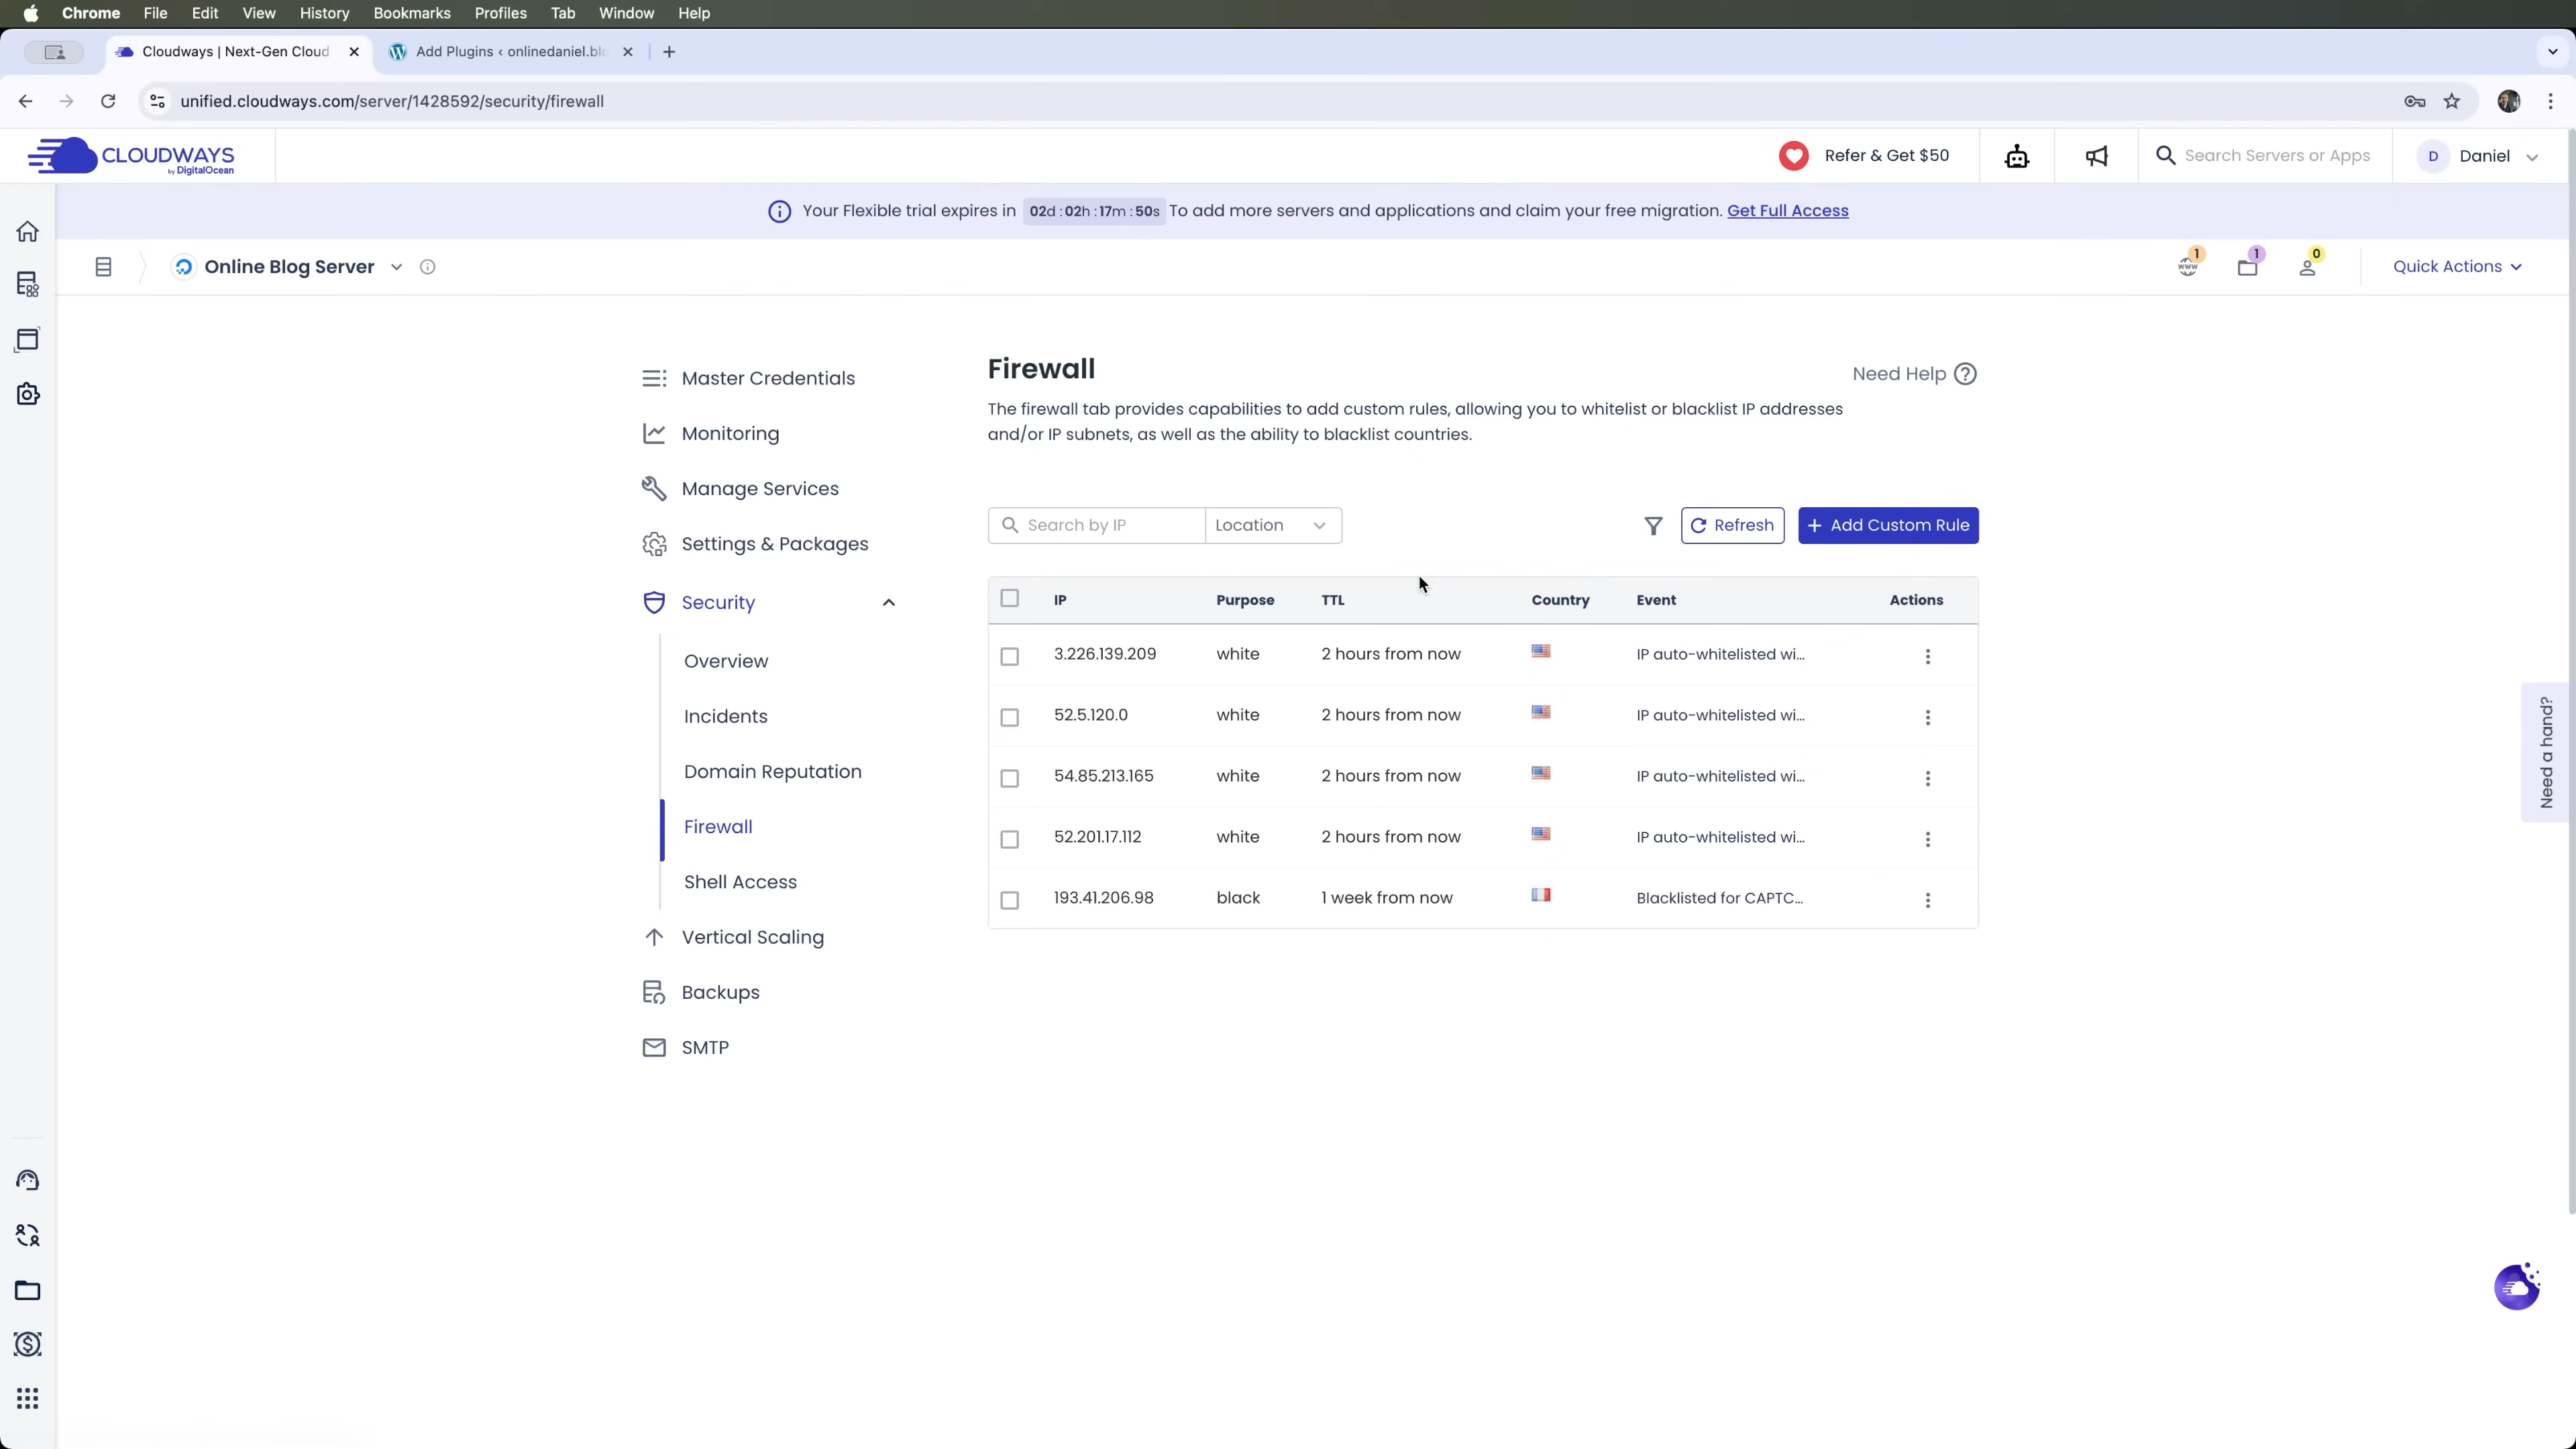 Chrome File Edit View History Bookmarks Profiles Tab Window Help
Cloudways | Next-Gen Cloud
Add Plugins ‹ onlinedaniel.blo
unified.cloudways.com/server/1428592/security/firewall
CLOUDWAYS
by DigitalOcean
Refer & Get $50
Search Servers or Apps
D Daniel
Your Flexible trial expires in 02d : 02h : 17m : 50s To add more servers and applications and claim your free migration. Get Full Access
Online Blog Server
www 1
1
0
Quick Actions
Master Credentials
Monitoring
Manage Services
Settings & Packages
Security
Overview
Incidents
Domain Reputation
Firewall
Shell Access
Vertical Scaling
Backups
SMTP
Firewall
Need Help
The firewall tab provides capabilities to add custom rules, allowing you to whitelist or blacklist IP addresses
and/or IP subnets, as well as the ability to blacklist countries.
Search by IP Location
Refresh
+ Add Custom Rule
IP Purpose TTL Country Event Actions
3.226.139.209 white 2 hours from now IP auto-whitelisted wi...
52.5.120.0 white 2 hours from now IP auto-whitelisted wi...
54.85.213.165 white 2 hours from now IP auto-whitelisted wi...
52.201.17.112 white 2 hours from now IP auto-whitelisted wi...
193.41.206.98 black 1 week from now Blacklisted for CAPTC...
Need a hand?